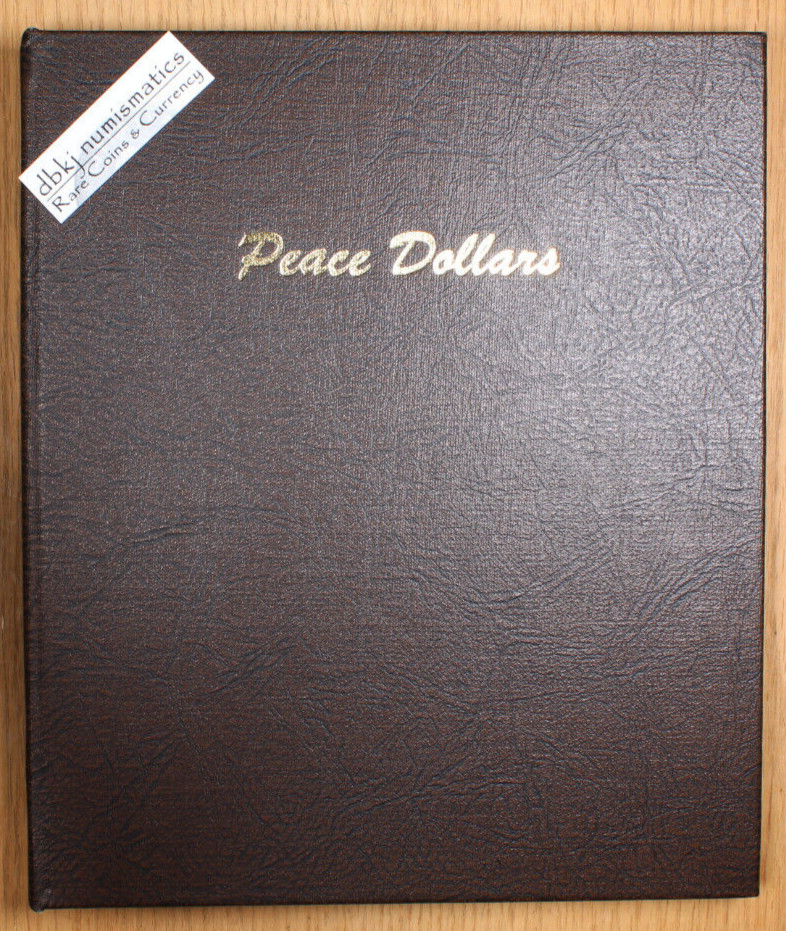 dbkj numismatics
Rare Coins & Currency
Peace Dollars